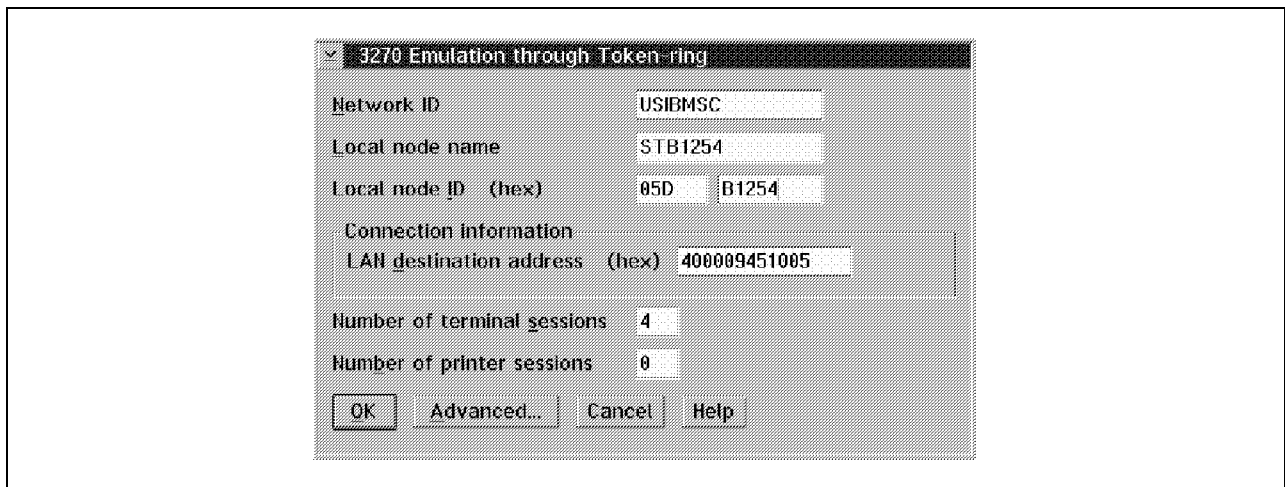 3270 Emulation through Token-ring
Network ID USIBMSC
Local node name STB1254
Local node ID (hex) 05D B1254
Connection information
LAN destination address (hex) 400009451005
Number of terminal sessions 4
Number of printer sessions 0
OK Advanced... Cancel Help